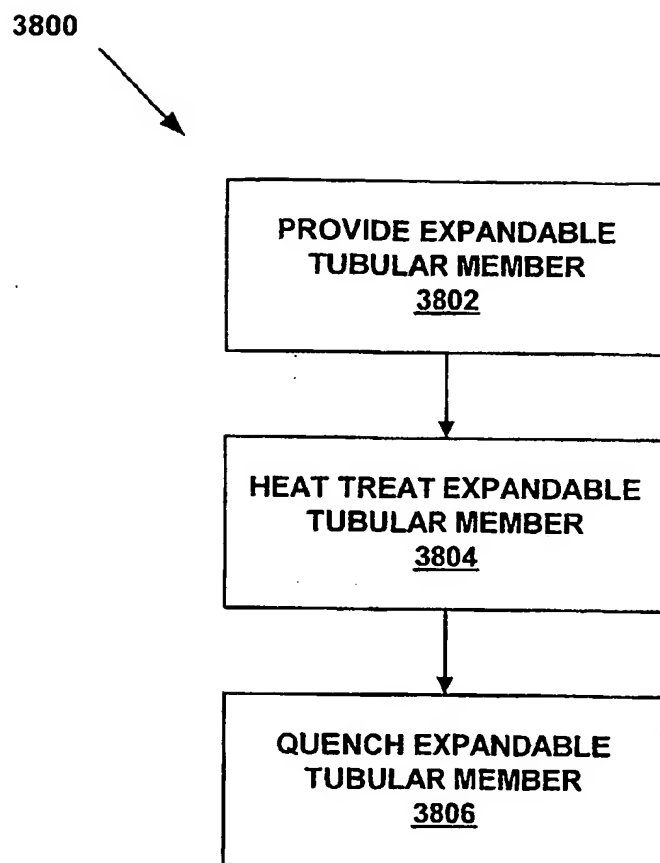 3800
PROVIDE EXPANDABLE
TUBULAR MEMBER
3802
HEAT TREAT EXPANDABLE
TUBULAR MEMBER
3804
QUENCH EXPANDABLE
TUBULAR MEMBER
3806